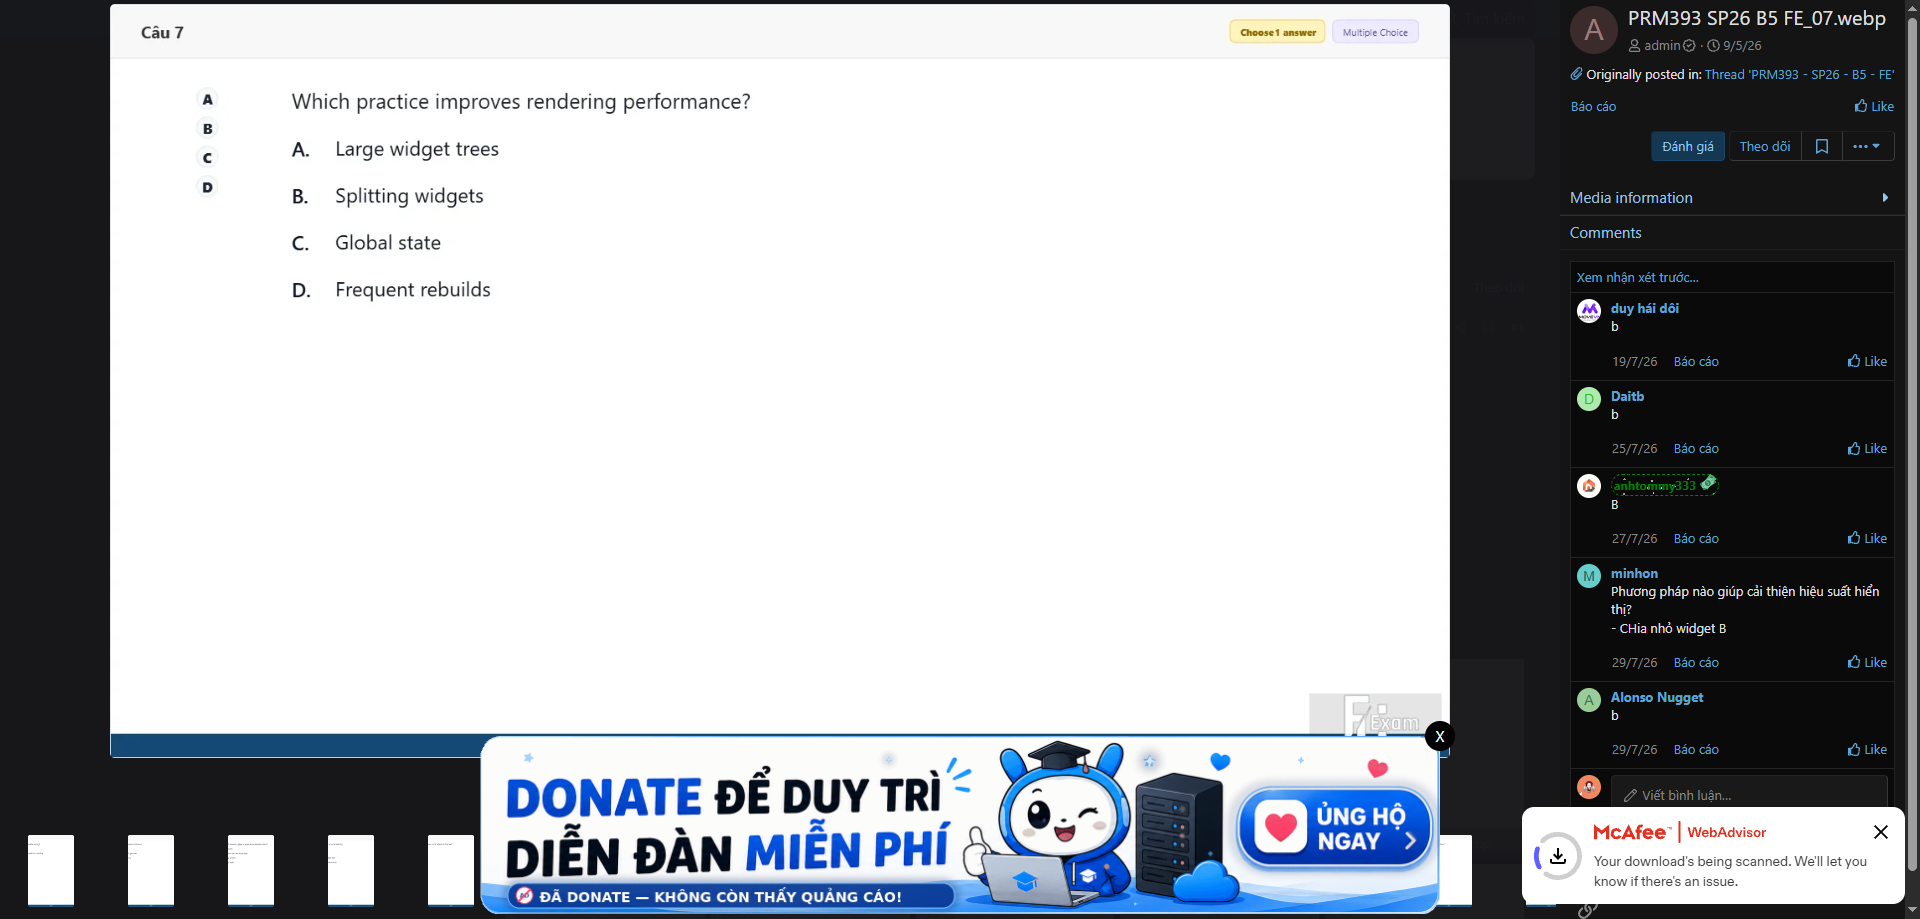 Câu 7
Choose 1 answer
Multiple Choice
A
B
C
D
Which practice improves rendering performance?
A. Large widget trees
B. Splitting widgets
C. Global state
D. Frequent rebuilds
Exam
X
DONATE ĐỂ DUY TRÌ
DIỄN ĐÀN MIỄN PHÍ
ĐÃ DONATE — KHÔNG CÒN THẤY QUẢNG CÁO!
ỦNG HỘ
NGAY
A
PRM393 SP26 B5 FE_07.webp
admin · 9/5/26
Originally posted in: Thread 'PRM393 - SP26 - B5 - FE'
Báo cáo
Like
Đánh giá
Theo dõi
Media information
Comments
Xem nhận xét trước...
duy hái dôi
b
19/7/26 Báo cáo Like
D
Daitb
b
25/7/26 Báo cáo Like
anhtommy333
B
27/7/26 Báo cáo Like
M
minhon
Phương pháp nào giúp cải thiện hiệu suất hiển
thị?
- CHia nhỏ widget B
29/7/26 Báo cáo Like
A
Alonso Nugget
b
29/7/26 Báo cáo Like
Viết bình luận...
McAfee™ | WebAdvisor
Your download's being scanned. We'll let you
know if there's an issue.